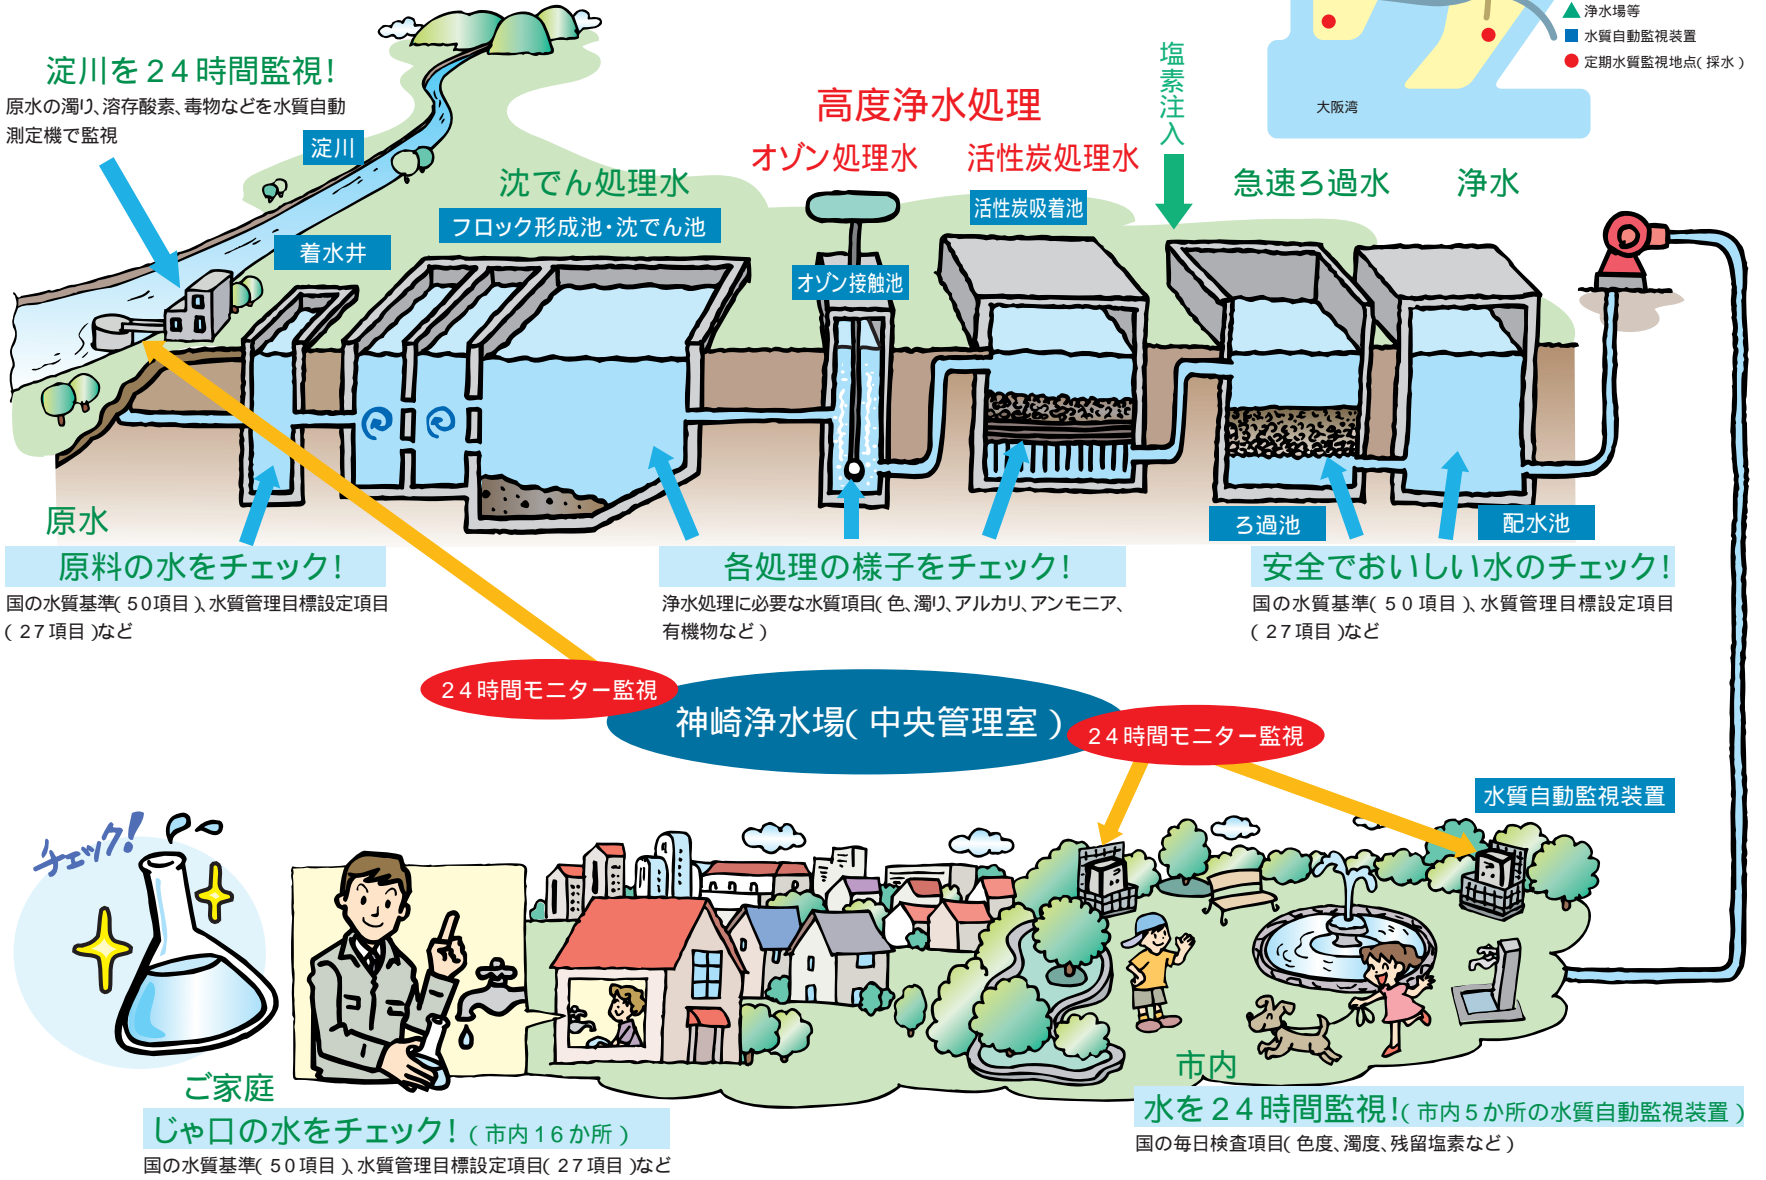 浄水場等
水質自動監視装置
定期水質監視地点(採水)
大阪湾
淀川を24時間監視!
原水の濁り、溶存酸素、毒物などを水質自動
測定機で監視
淀川
着水井
沈でん処理水
フロック形成池・沈でん池
高度浄水処理
オゾン処理水
オゾン接触池
活性炭処理水
活性炭吸着池
塩素注入
急速ろ過水
浄水
ろ過池
配水池
原水
原料の水をチェック!
国の水質基準(50項目)、水質管理目標設定項目
(27項目)など
各処理の様子をチェック!
浄水処理に必要な水質項目(色、濁り、アルカリ、アンモニア、
有機物など)
安全でおいしい水のチェック!
国の水質基準(50項目)、水質管理目標設定項目
(27項目)など
24時間モニター監視
神崎浄水場(中央管理室)
24時間モニター監視
水質自動監視装置
チェック!
ご家庭
じゃ口の水をチェック!(市内16か所)
国の水質基準(50項目)、水質管理目標設定項目(27項目)など
市内
水を24時間監視!(市内5か所の水質自動監視装置)
国の毎日検査項目(色度、濁度、残留塩素など)